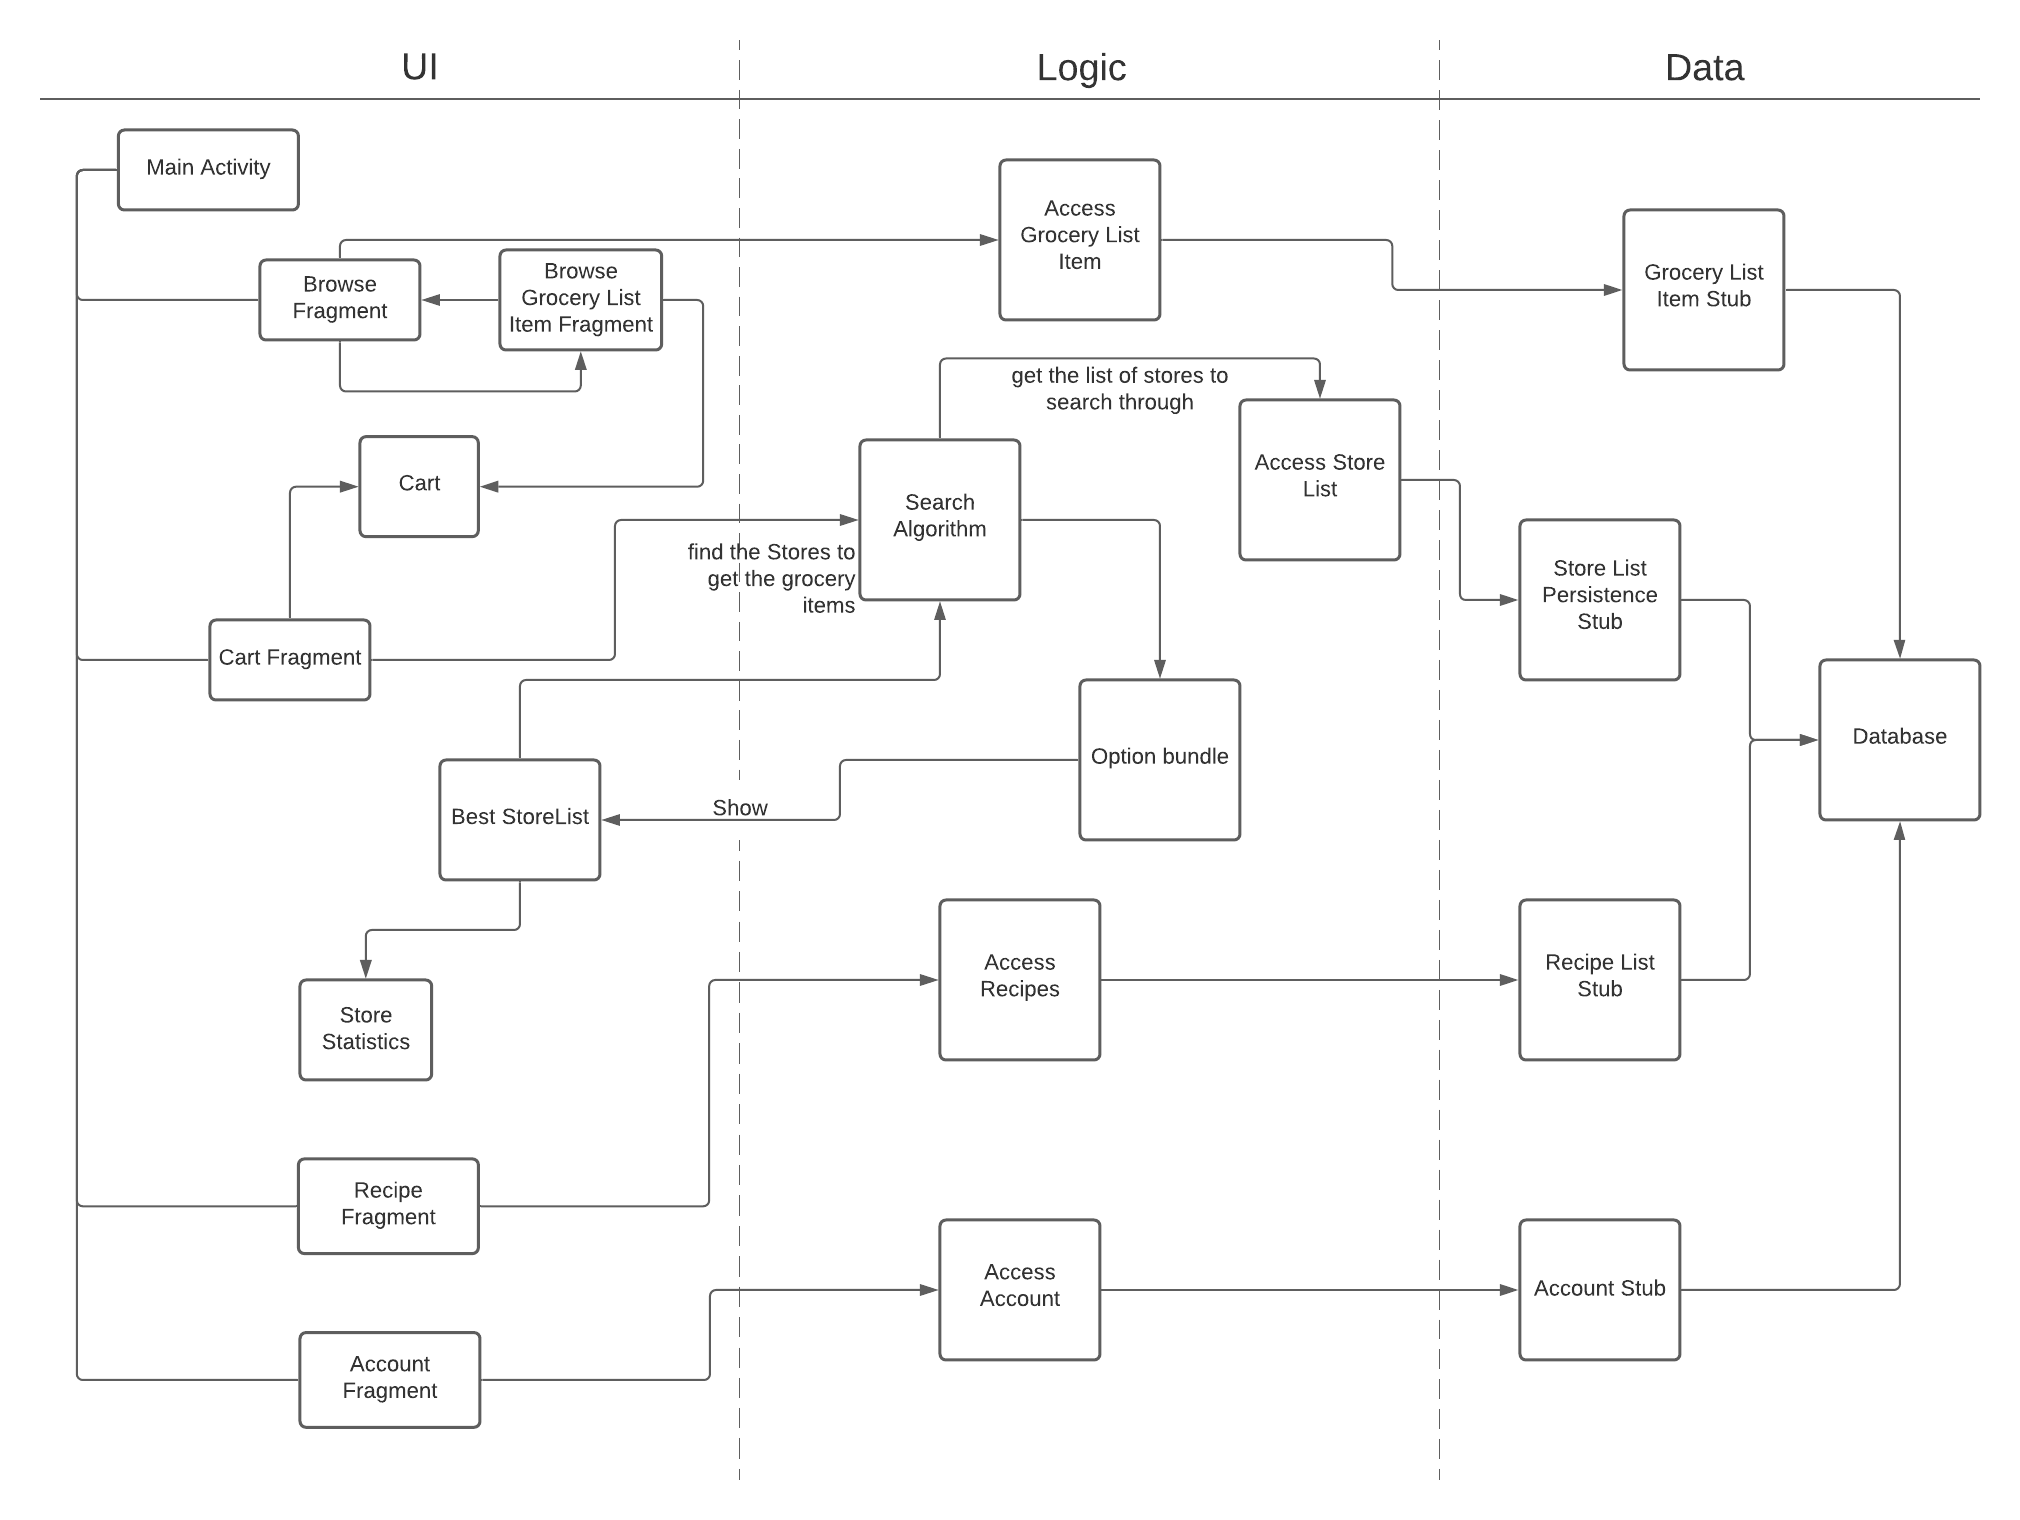 UI
Logic
Data
Main Activity
Browse
Fragment
Browse
Grocery List
Item Fragment
Cart
Cart Fragment
Best StoreList
Store
Statistics
Recipe
Fragment
Account
Fragment
Access
Grocery List
Item
get the list of stores to
search through
Access Store
List
Search
Algorithm
find the Stores to
get the grocery
items
Option bundle
Show
Access
Recipes
Access
Account
Grocery List
Item Stub
Store List
Persistence
Stub
Database
Recipe List
Stub
Account Stub